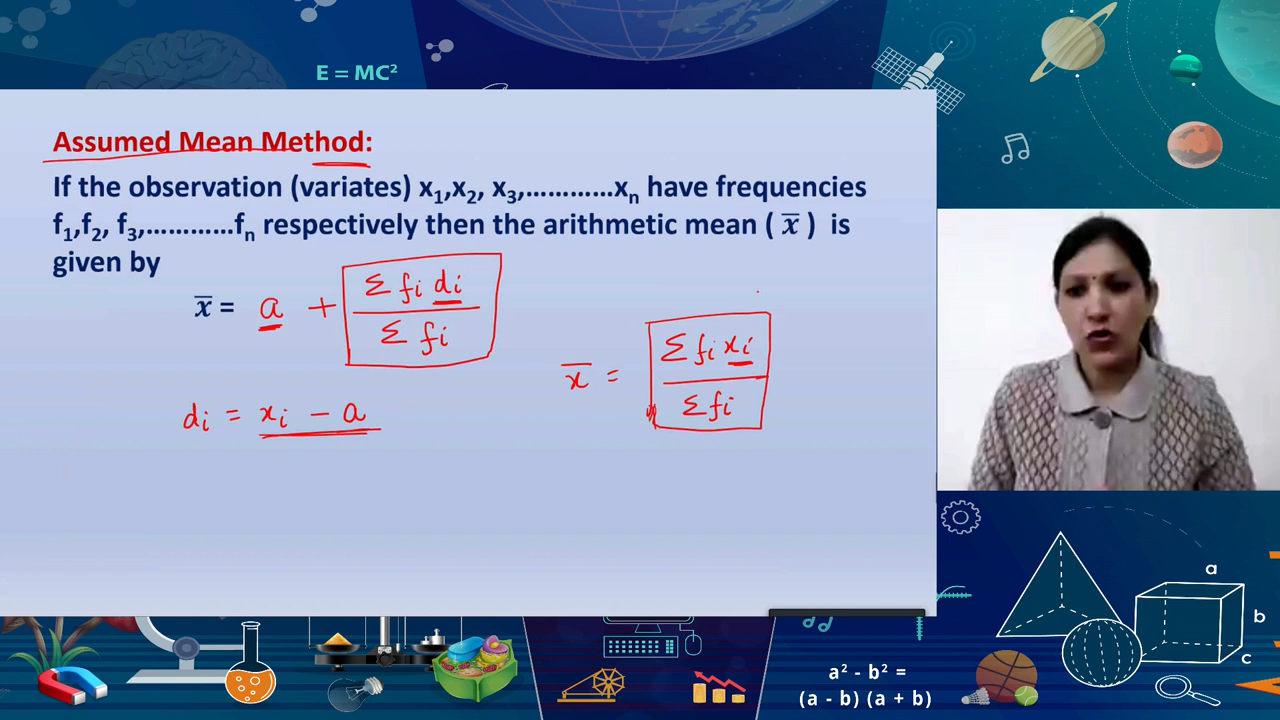 E = MC²
Assumed Mean Method:
If the observation (variates) x₁,x₂, x₃,…………xₙ have frequencies
f₁,f₂, f₃,…………fₙ respectively then the arithmetic mean ( x̅ ) is
given by
x̅ = a + Σ fi di / Σ fi
x̅ = Σ fi xi / Σ fi
di = xi - a
a
b
c
a² - b² =
(a - b) (a + b)